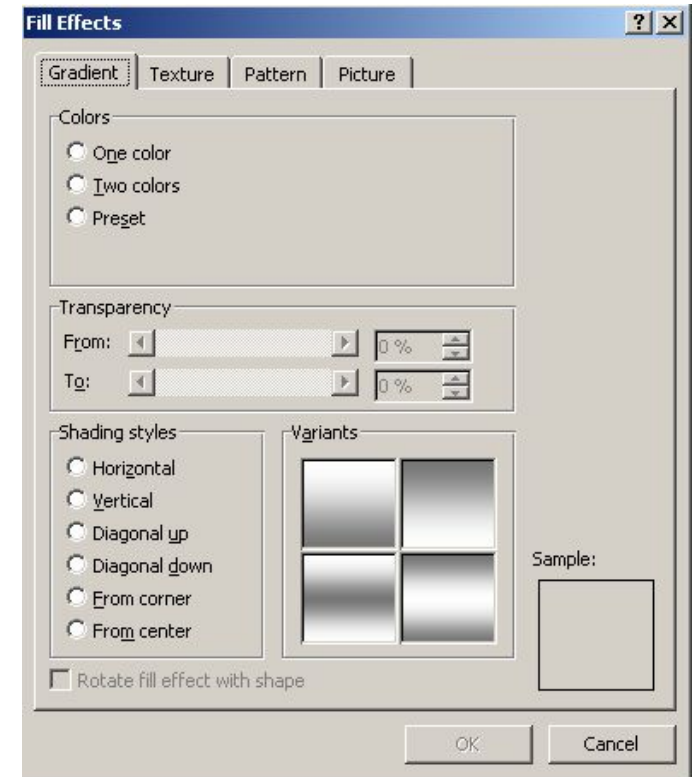 Fill Effects
Gradient Texture Pattern Picture
Colors
One color
Two colors
Preset
Transparency
From: 0 %
To: 0 %
Shading styles
Horizontal
Vertical
Diagonal up
Diagonal down
From corner
From center
Variants
Sample:
Rotate fill effect with shape
OK Cancel